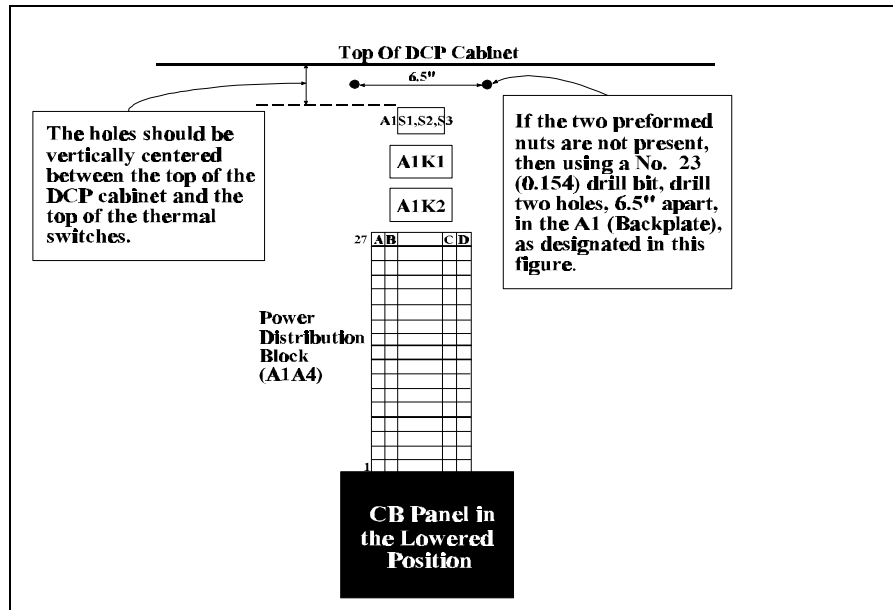 Top Of DCP Cabinet
6.5"
The holes should be
vertically centered
between the top of the
DCP cabinet and the
top of the thermal
switches.
A1S1,S2,S3
A1K1
A1K2
If the two preformed
nuts are not present,
then using a No. 23
(0.154) drill bit, drill
two holes, 6.5" apart,
in the A1 (Backplate),
as designated in this
figure.
27 A B C D
Power
Distribution
Block
(A1A4)
1
CB Panel in
the Lowered
Position